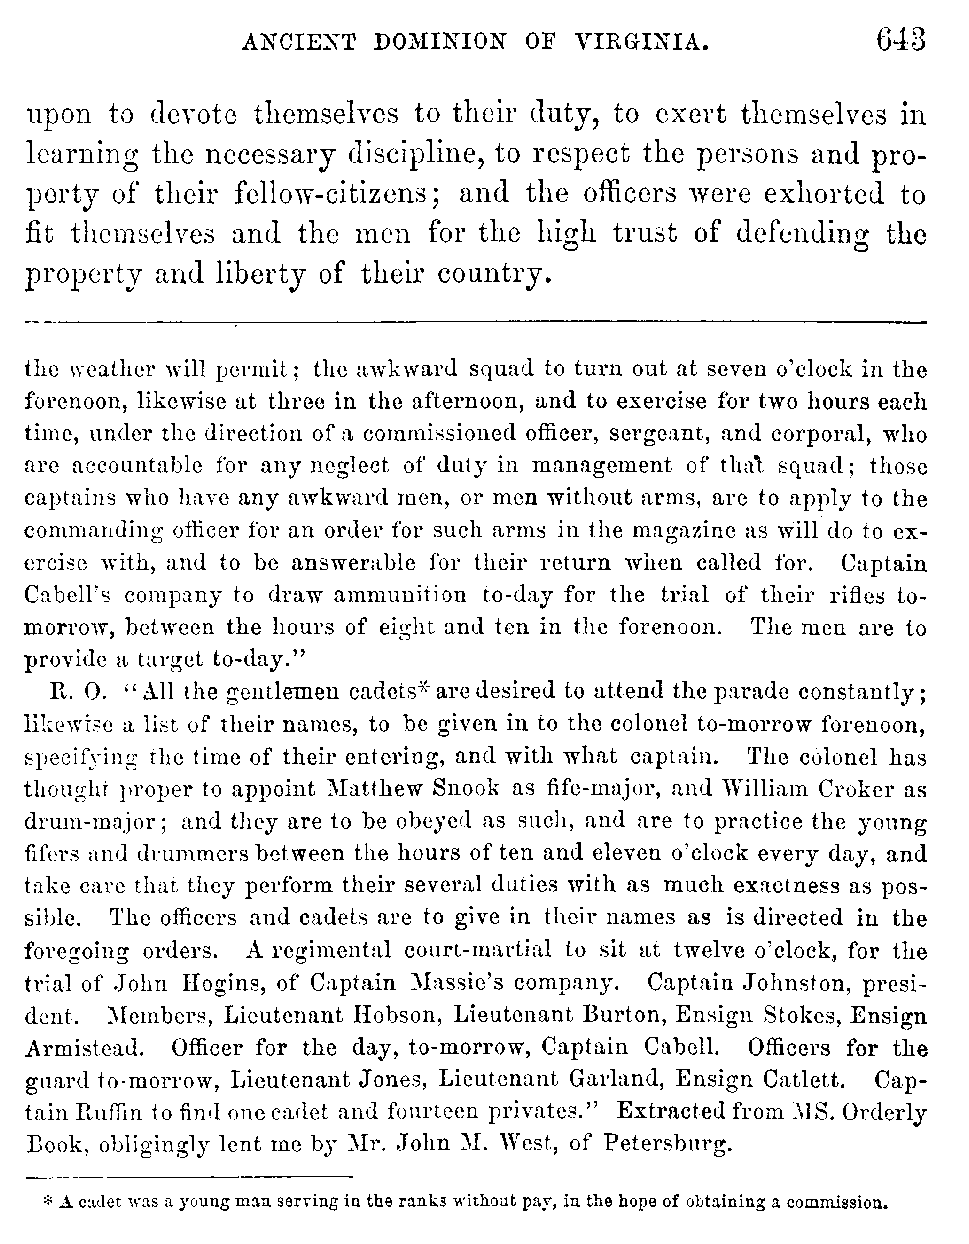 ANCIENT DOMINION OF VIRGINIA. 643
upon to devote themselves to their duty, to exert themselves in
learning the necessary discipline, to respect the persons and pro-
perty of their fellow-citizens; and the officers were exhorted to
fit themselves and the men for the high trust of defending the
property and liberty of their country.
the weather will permit; the awkward squad to turn out at seven o'clock in the
forenoon, likewise at three in the afternoon, and to exercise for two hours each
time, under the direction of a commissioned officer, sergeant, and corporal, who
are accountable for any neglect of duty in management of that squad; those
captains who have any awkward men, or men without arms, are to apply to the
commanding officer for an order for such arms in the magazine as will do to ex-
ercise with, and to be answerable for their return when called for. Captain
Cabell's company to draw ammunition to-day for the trial of their rifles to-
morrow, between the hours of eight and ten in the forenoon. The men are to
provide a target to-day."
R. O. "All the gentlemen cadets* are desired to attend the parade constantly;
likewise a list of their names, to be given in to the colonel to-morrow forenoon,
specifying the time of their entering, and with what captain. The colonel has
thought proper to appoint Matthew Snook as fife-major, and William Croker as
drum-major; and they are to be obeyed as such, and are to practice the young
fifers and drummers between the hours of ten and eleven o'clock every day, and
take care that they perform their several duties with as much exactness as pos-
sible. The officers and cadets are to give in their names as is directed in the
foregoing orders. A regimental court-martial to sit at twelve o'clock, for the
trial of John Hogins, of Captain Massie's company. Captain Johnston, presi-
dent. Members, Lieutenant Hobson, Lieutenant Burton, Ensign Stokes, Ensign
Armistead. Officer for the day, to-morrow, Captain Cabell. Officers for the
guard to-morrow, Lieutenant Jones, Lieutenant Garland, Ensign Catlett. Cap-
tain Ruffin to find one cadet and fourteen privates." Extracted from MS. Orderly
Book, obligingly lent me by Mr. John M. West, of Petersburg.
* A cadet was a young man serving in the ranks without pay, in the hope of obtaining a commission.